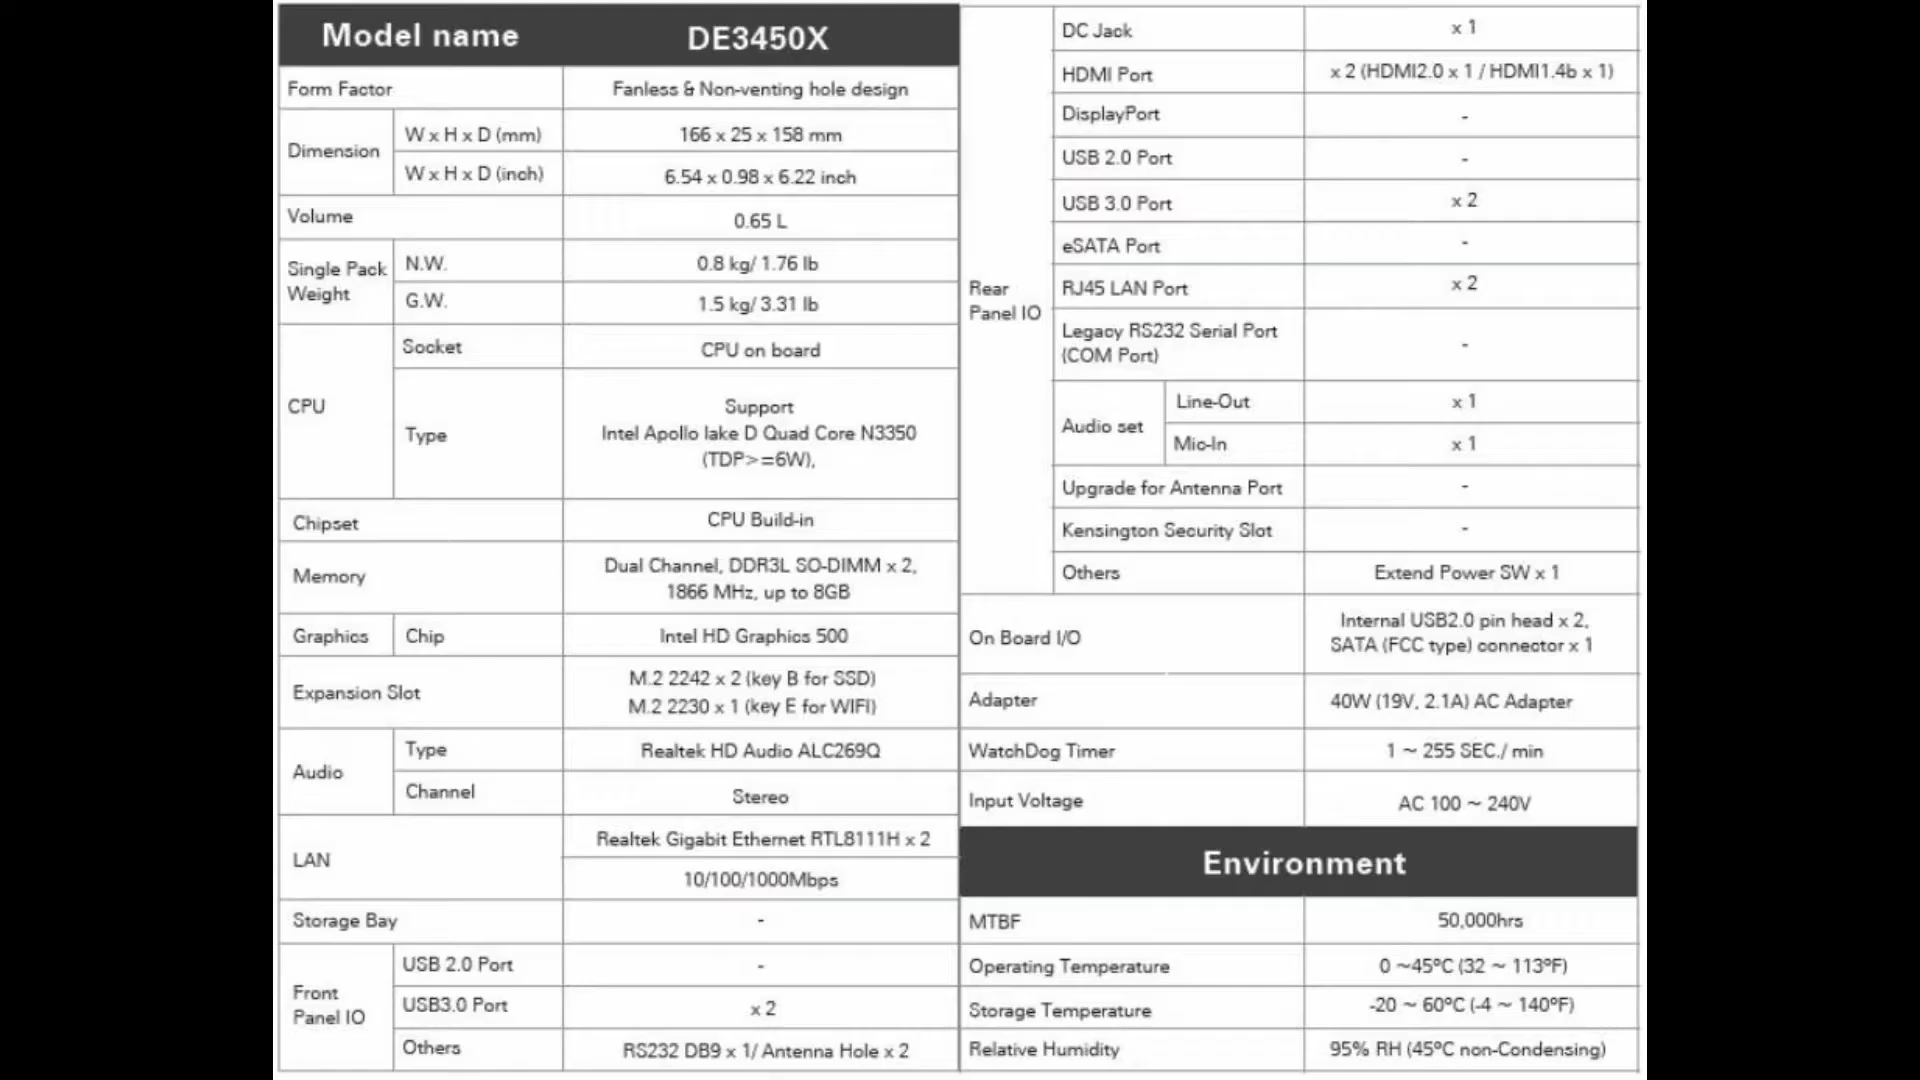 Model name DE3450X
Form Factor Fanless & Non-venting hole design
Dimension W x H x D (mm) 166 x 25 x 158 mm
W x H x D (inch) 6.54 x 0.98 x 6.22 inch
Volume 0.65 L
Single Pack Weight N.W. 0.8 kg/ 1.76 lb
G.W. 1.5 kg/ 3.31 lb
CPU Socket CPU on board
Type Support
Intel Apollo lake D Quad Core N3350
(TDP>=6W),
Chipset CPU Build-in
Memory Dual Channel, DDR3L SO-DIMM x 2,
1866 MHz, up to 8GB
Graphics Chip Intel HD Graphics 500
Expansion Slot M.2 2242 x 2 (key B for SSD)
M.2 2230 x 1 (key E for WIFI)
Audio Type Realtek HD Audio ALC269Q
Channel Stereo
LAN Realtek Gigabit Ethernet RTL8111H x 2
10/100/1000Mbps
Storage Bay -
Front Panel IO USB 2.0 Port -
USB3.0 Port x 2
Others RS232 DB9 x 1/ Antenna Hole x 2
Rear Panel IO DC Jack x 1
HDMI Port x 2 (HDMI2.0 x 1 / HDMI1.4b x 1)
DisplayPort -
USB 2.0 Port -
USB 3.0 Port x 2
eSATA Port -
RJ45 LAN Port x 2
Legacy RS232 Serial Port
(COM Port) -
Audio set Line-Out x 1
Mic-In x 1
Upgrade for Antenna Port -
Kensington Security Slot -
Others Extend Power SW x 1
On Board I/O Internal USB2.0 pin head x 2,
SATA (FCC type) connector x 1
Adapter 40W (19V, 2.1A) AC Adapter
WatchDog Timer 1 ~ 255 SEC./ min
Input Voltage AC 100 ~ 240V
Environment
MTBF 50,000hrs
Operating Temperature 0 ~45ºC (32 ~ 113ºF)
Storage Temperature -20 ~ 60ºC (-4 ~ 140ºF)
Relative Humidity 95% RH (45ºC non-Condensing)